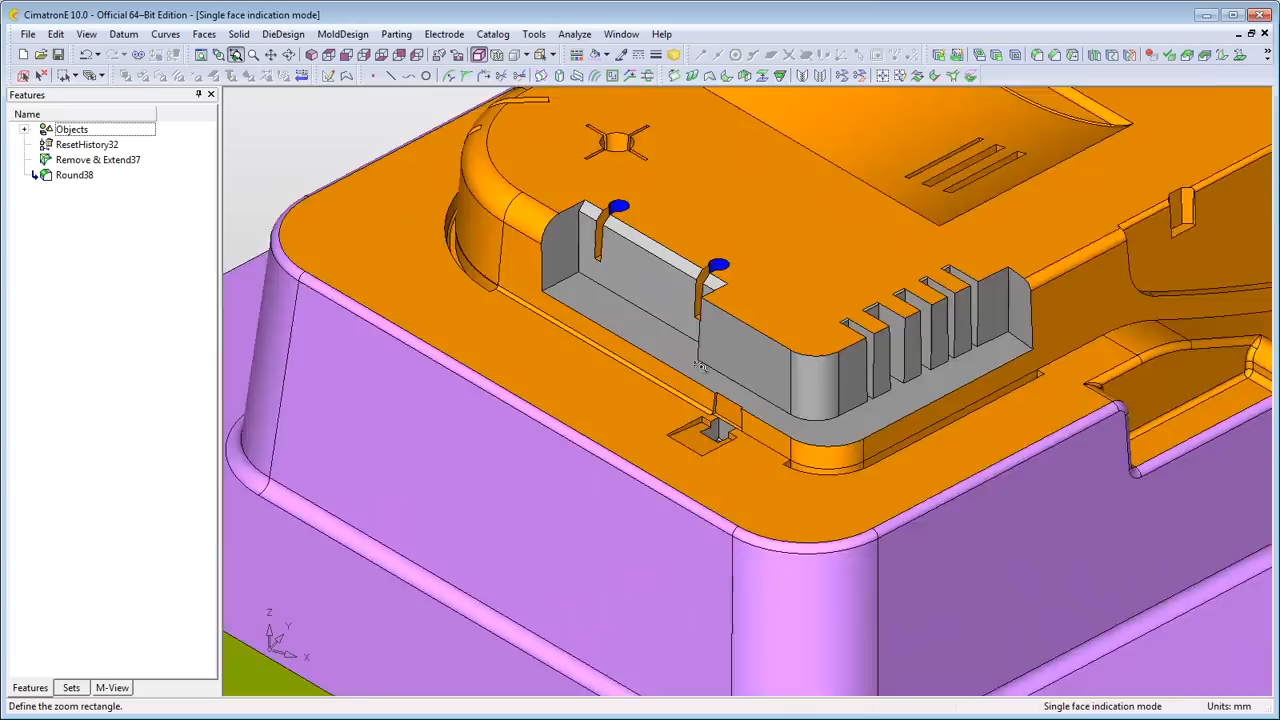 CimatronE 10.0 - Official 64-Bit Edition - [Single face indication mode]
File Edit View Datum Curves Faces Solid DieDesign MoldDesign Parting Electrode Catalog Tools Analyze Window Help
Features
Name
Objects
ResetHistory32
Remove & Extend37
Round38
Z
Y
X
Features Sets M-View
Define the zoom rectangle. Single face indication mode Units: mm